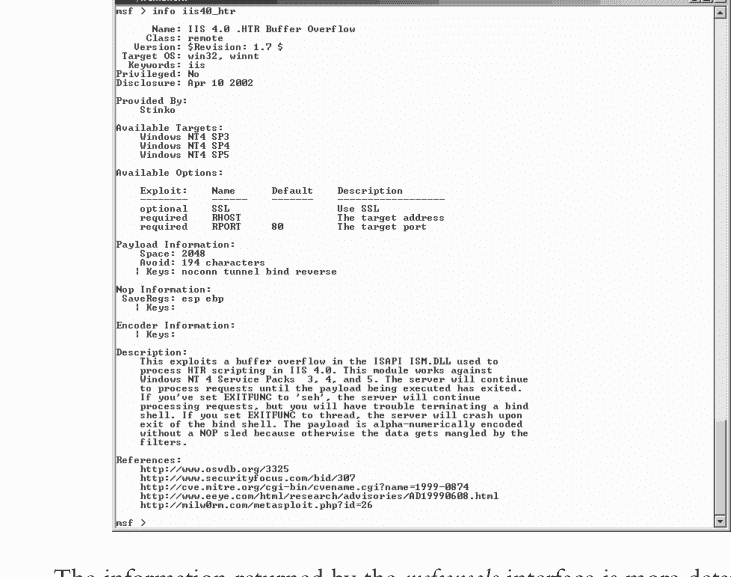 msf > info iis40_htr
Name: IIS 4.0 .HTR Buffer Overflow
Class: remote
Version: $Revision: 1.7 $
Target OS: win32, winnt
Keywords: iis
Privileged: No
Disclosure: Apr 10 2002
Provided By:
Stinko
Available Targets:
Windows NT4 SP3
Windows NT4 SP4
Windows NT4 SP5
Available Options:
Exploit: Name Default Description
-------- ------ ------- ------------------
optional SSL Use SSL
required RHOST The target address
required RPORT 80 The target port
Payload Information:
Space: 2048
Avoid: 194 characters
| Keys: noconn tunnel bind reverse
Nop Information:
SaveRegs: esp ebp
| Keys:
Encoder Information:
| Keys:
Description:
This exploits a buffer overflow in the ISAPI ISM.DLL used to
process HTR scripting in IIS 4.0. This module works against
Windows NT 4 Service Packs 3, 4, and 5. The server will continue
to process requests until the payload being executed has exited.
If you've set EXITFUNC to 'seh', the server will continue
processing requests, but you will have trouble terminating a bind
shell. If you set EXITFUNC to thread, the server will crash upon
exit of the bind shell. The payload is alpha-numerically encoded
without a NOP sled because otherwise the data gets mangled by the
filters.
References:
http://www.osvdb.org/3325
http://www.securityfocus.com/bid/307
http://cve.mitre.org/cgi-bin/cvename.cgi?name=1999-0874
http://www.eeye.com/html/research/advisories/AD19990608.html
http://milw0rm.com/metasploit.php?id=26
msf >
The information returned by the interface is more